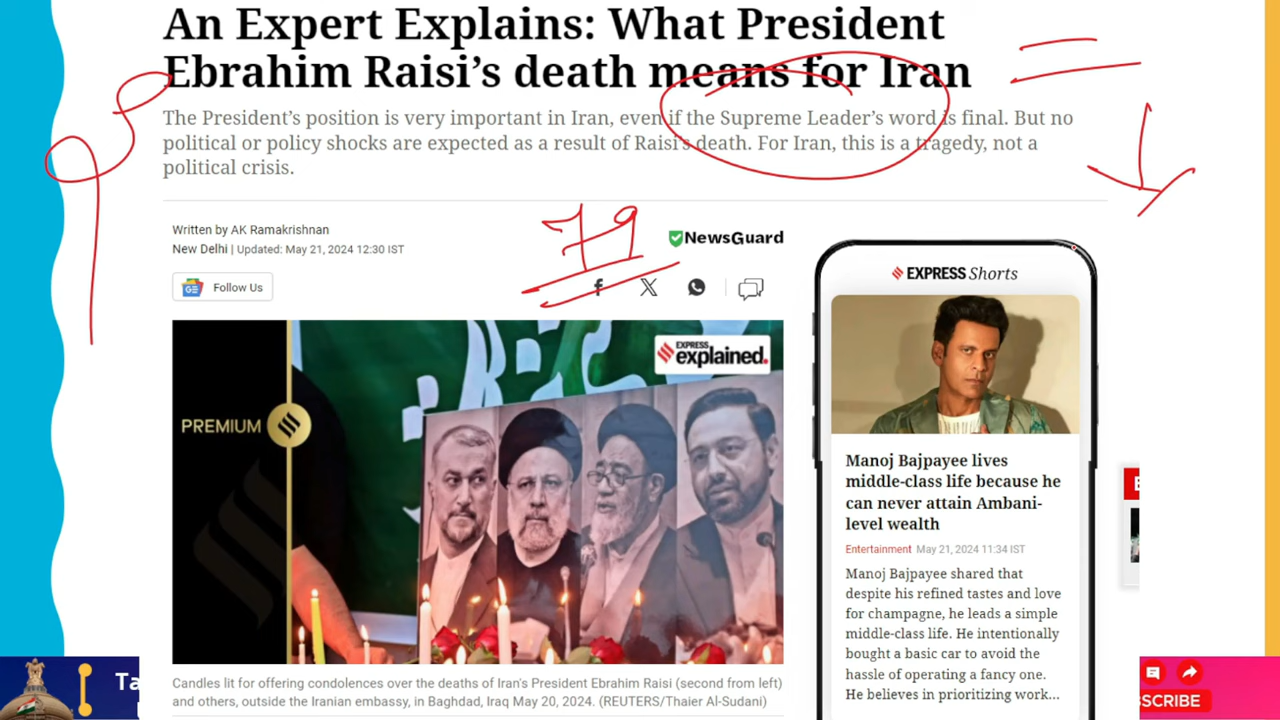 An Expert Explains: What President
Ebrahim Raisi's death means for Iran
The President's position is very important in Iran, even if the Supreme Leader's word is final. But no
political or policy shocks are expected as a result of Raisi's death. For Iran, this is a tragedy, not a
political crisis.
79
Written by AK Ramakrishnan
New Delhi | Updated: May 21, 2024 12:30 IST
NewsGuard
GE Follow Us
EXPRESS
explained.
PREMIUM
Candles lit for offering condolences over the deaths of Iran's President Ebrahim Raisi (second from left)
and others, outside the Iranian embassy, in Baghdad, Iraq May 20, 2024. (REUTERS/Thaier Al-Sudani)
EXPRESS Shorts
Manoj Bajpayee lives
middle-class life because he
can never attain Ambani-
level wealth
Entertainment May 21, 2024 11:34 IST
Manoj Bajpayee shared that
despite his refined tastes and love
for champagne, he leads a simple
middle-class life. He intentionally
bought a basic car to avoid the
hassle of operating a fancy one.
He believes in prioritizing work...
Ta
SCRIBE